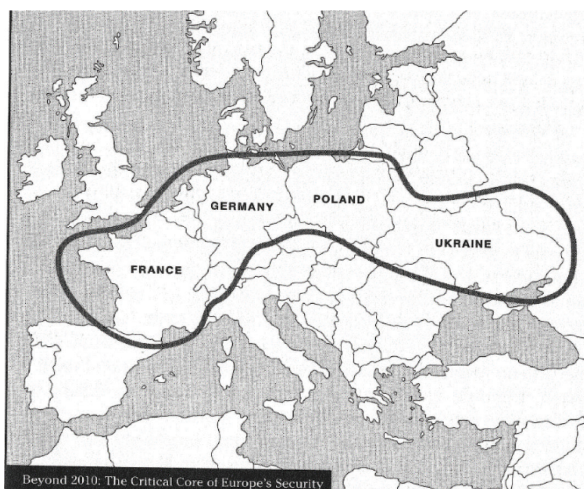 GERMANY
POLAND
UKRAINE
FRANCE
Beyond 2010: The Critical Core of Europe's Security